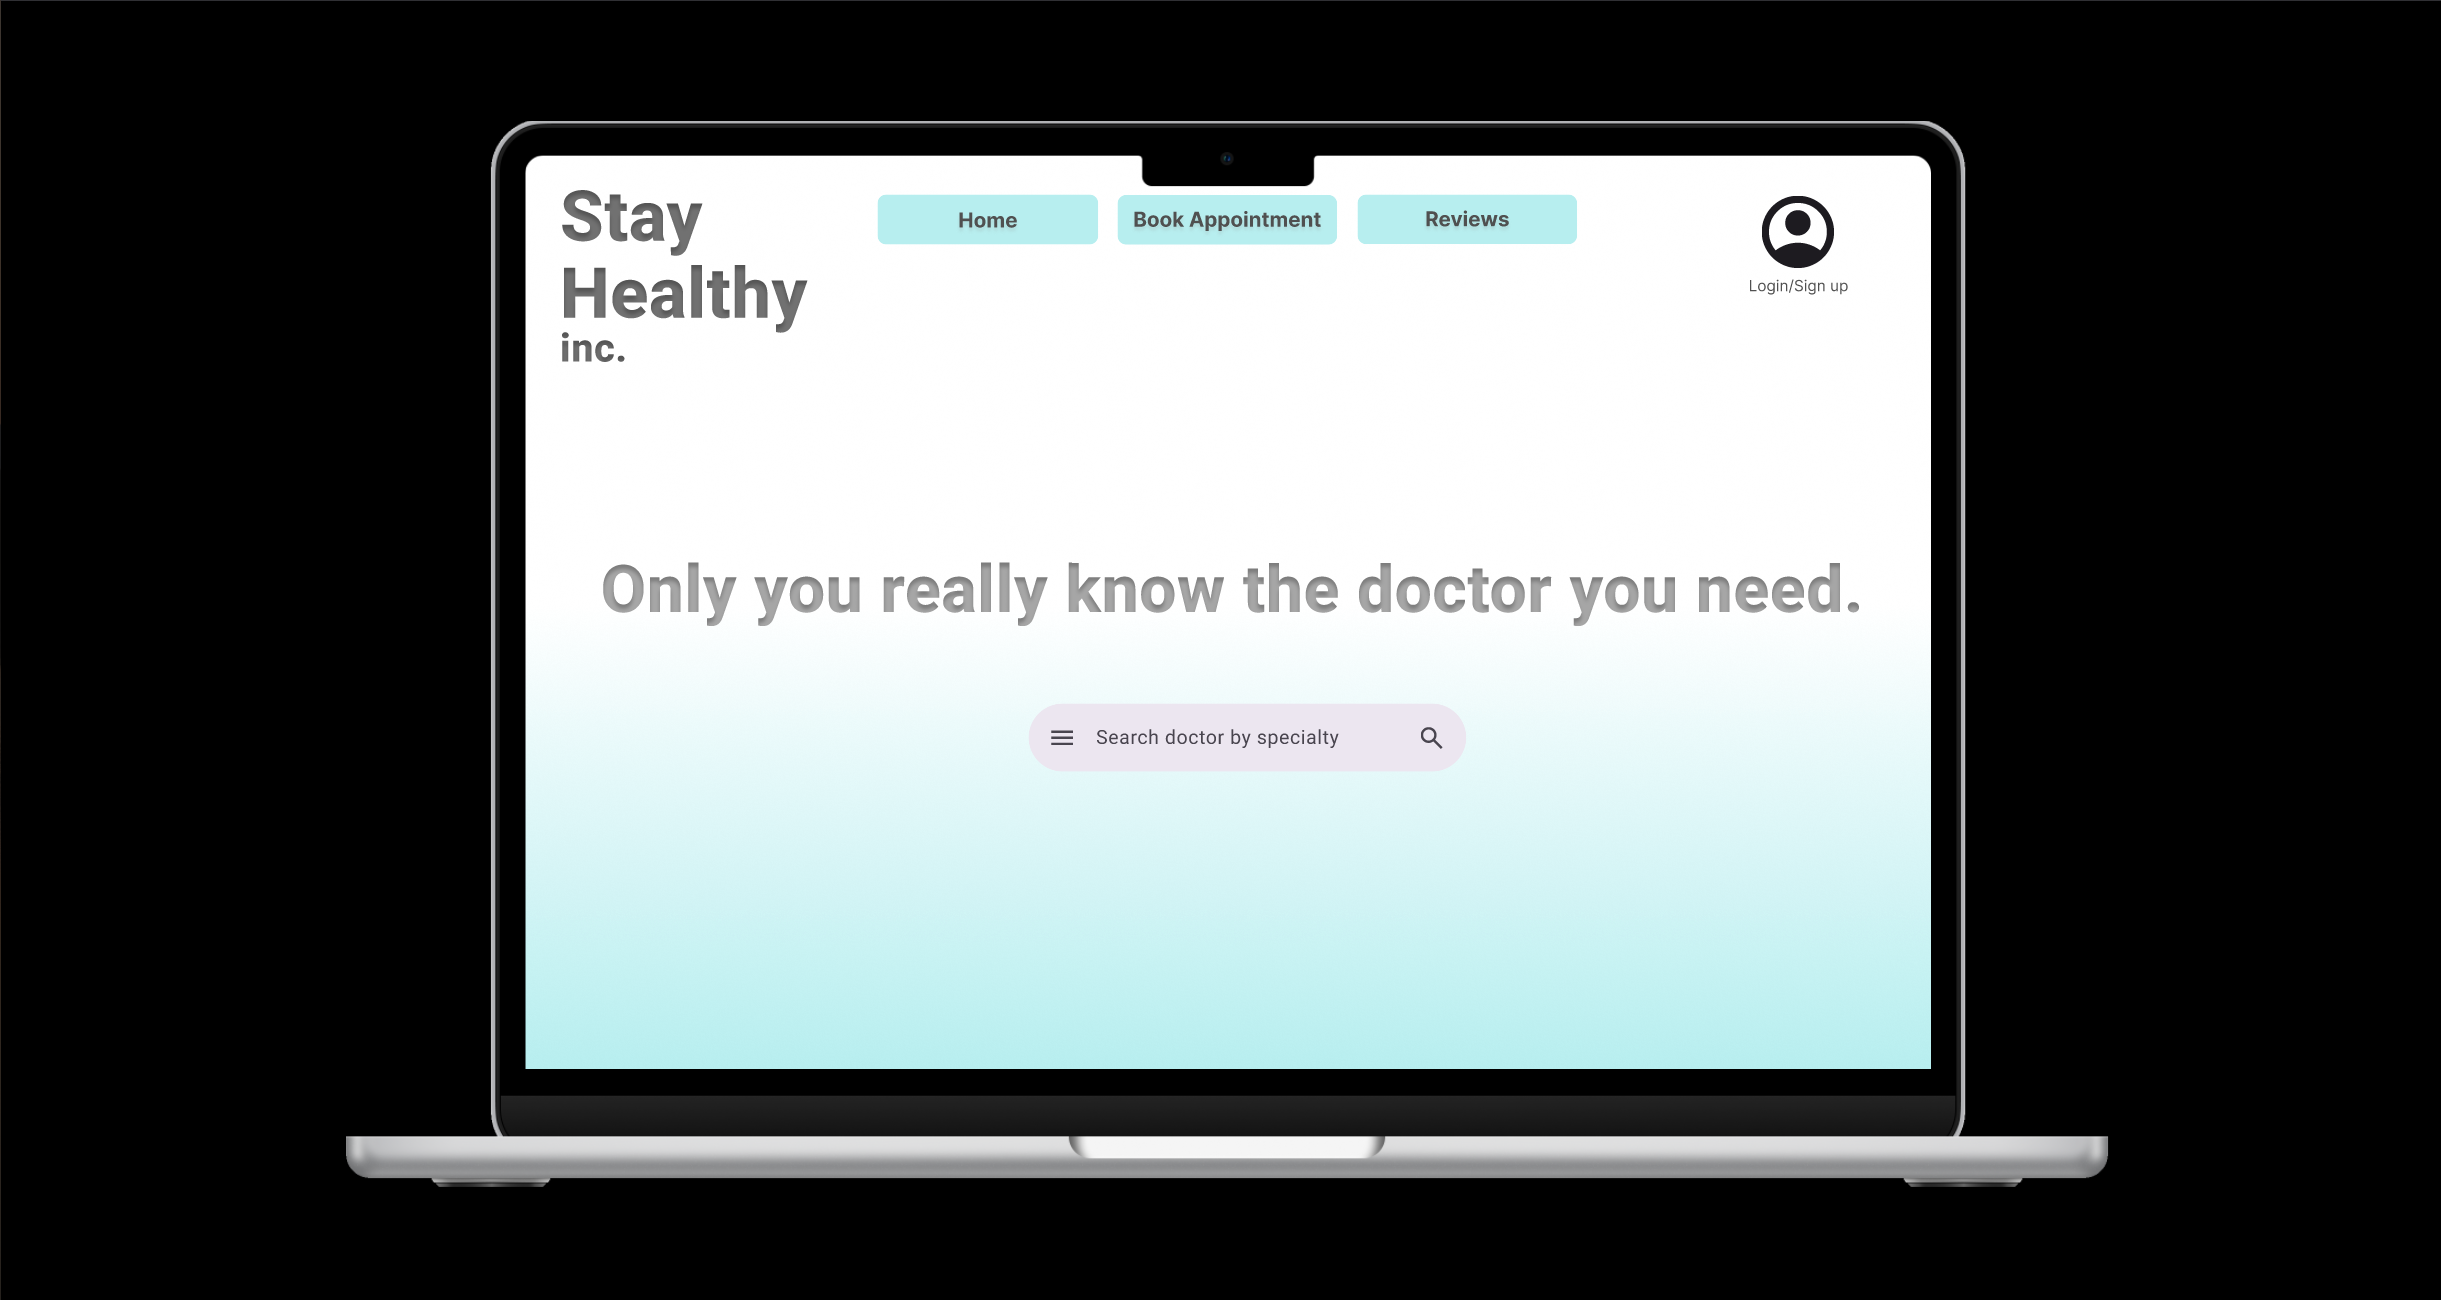 Stay
Healthy
inc.
Home
Book Appointment
Reviews
Login/Sign up
Only you really know the doctor you need.
Search doctor by specialty